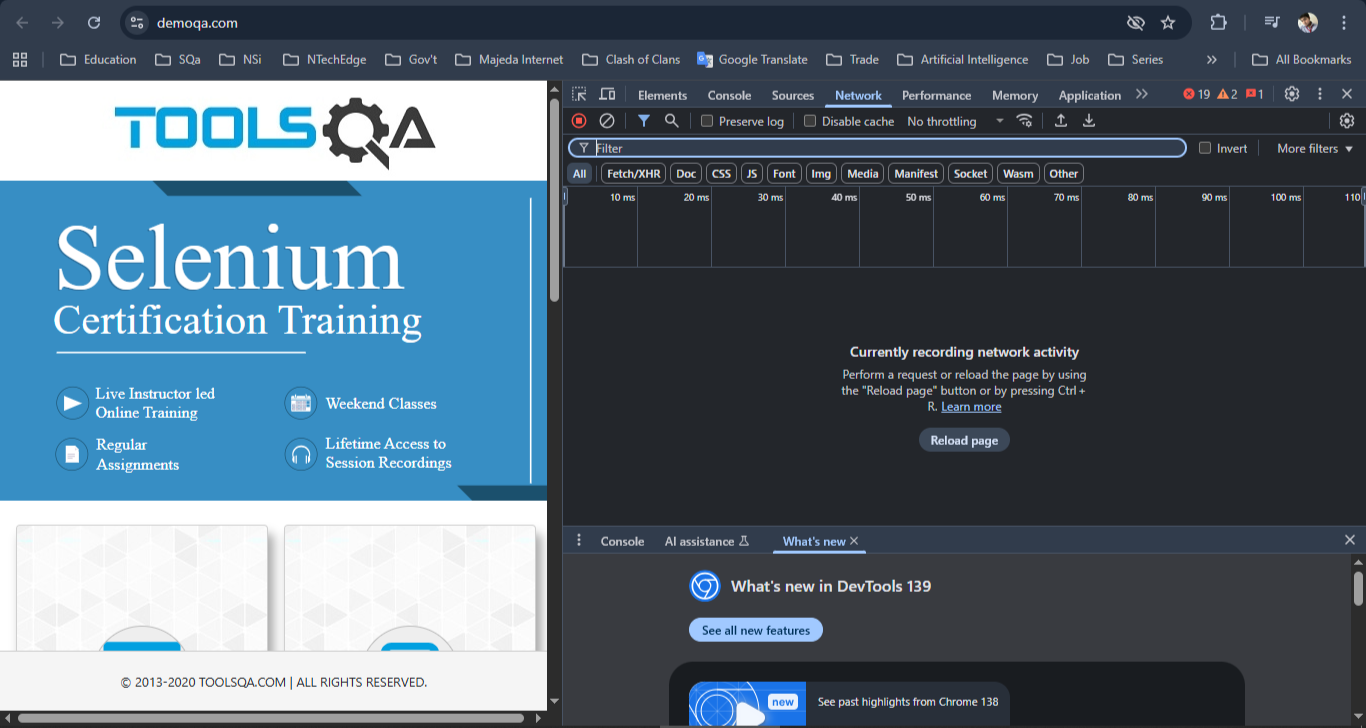 demoqa.com
Education SQa NSi NTechEdge Gov't Majeda Internet Clash of Clans Google Translate Trade Artificial Intelligence Job Series » All Bookmarks
TOOLSQA
Selenium
Certification Training
Live Instructor led
Online Training
Weekend Classes
Regular
Assignments
Lifetime Access to
Session Recordings
© 2013-2020 TOOLSQA.COM | ALL RIGHTS RESERVED.
Elements Console Sources Network Performance Memory Application » 19 2 1
Preserve log Disable cache No throttling
Filter Invert More filters
All Fetch/XHR Doc CSS JS Font Img Media Manifest Socket Wasm Other
10 ms 20 ms 30 ms 40 ms 50 ms 60 ms 70 ms 80 ms 90 ms 100 ms 110
Currently recording network activity
Perform a request or reload the page by using
the "Reload page" button or by pressing Ctrl +
R. Learn more
Reload page
Console AI assistance What's new
What's new in DevTools 139
See all new features
new
See past highlights from Chrome 138